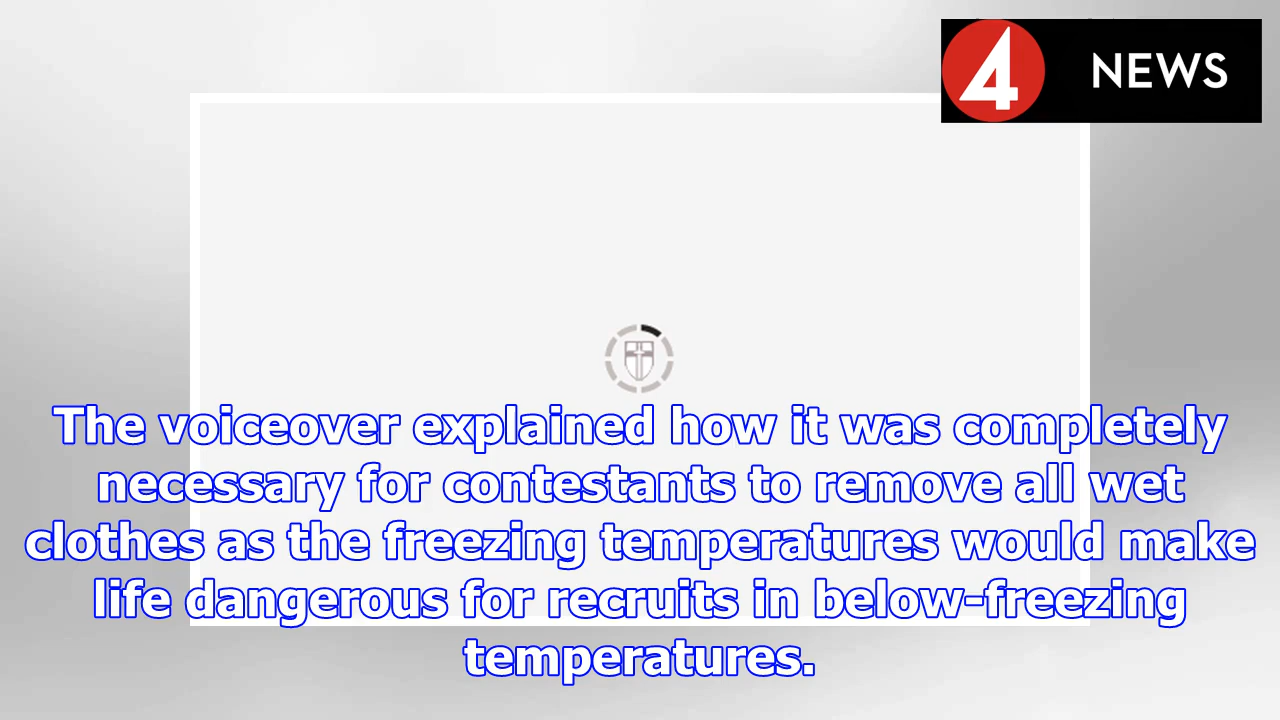 4 NEWS
The voiceover explained how it was completely
necessary for contestants to remove all wet
clothes as the freezing temperatures would make
life dangerous for recruits in below-freezing
temperatures.